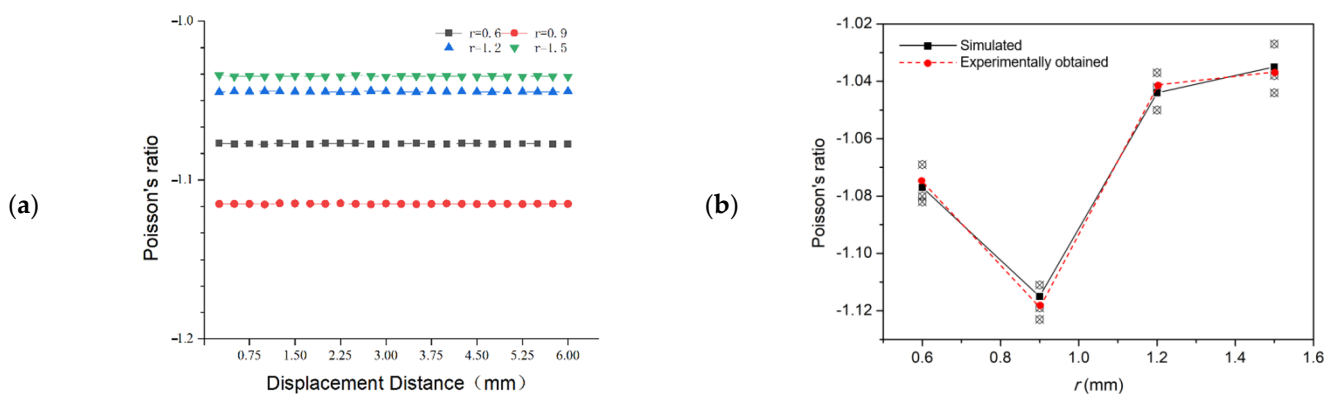 (a)
−1.0
−1.1
−1.2
Poisson's ratio
r=0.6 r=0.9
r−1.2 r−1.5
0.75 1.50 2.25 3.00 3.75 4.50 5.25 6.00
Displacement Distance（mm）
(b)
-1.02
-1.04
-1.06
-1.08
-1.10
-1.12
Poisson's ratio
Simulated
Experimentally obtained
0.6 0.8 1.0 1.2 1.4 1.6
r (mm)